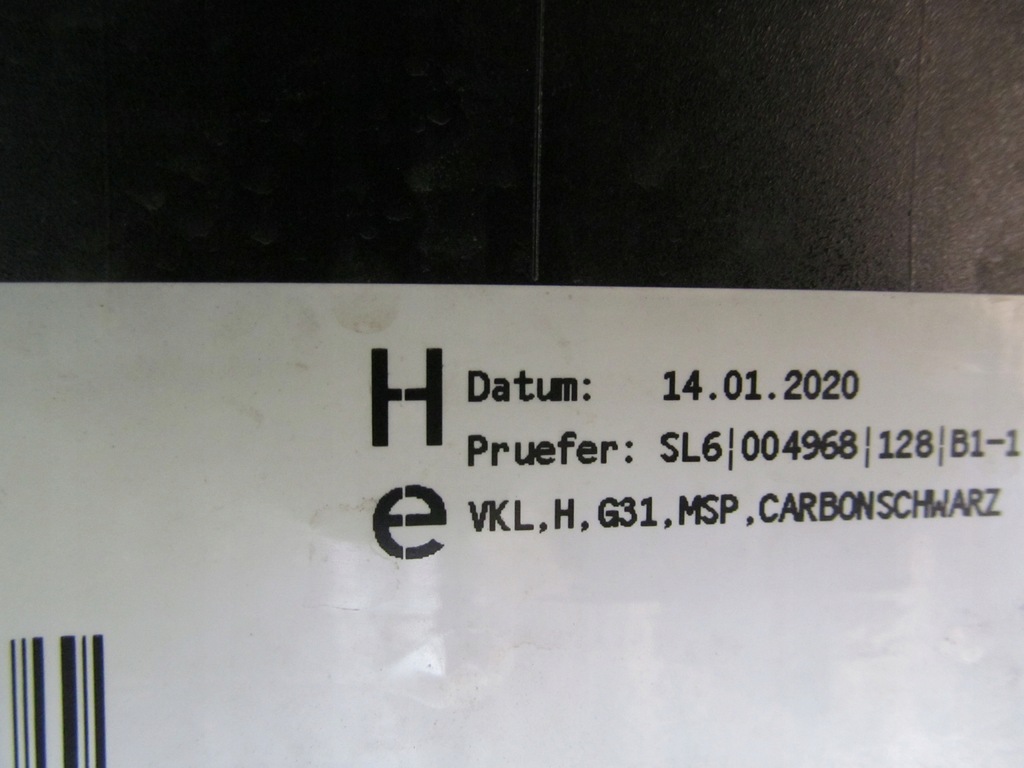 H Datum: 14.01.2020
Pruefer: SL6|004968|128|B1-1
e VKL,H,G31,MSP,CARBONSCHWARZ